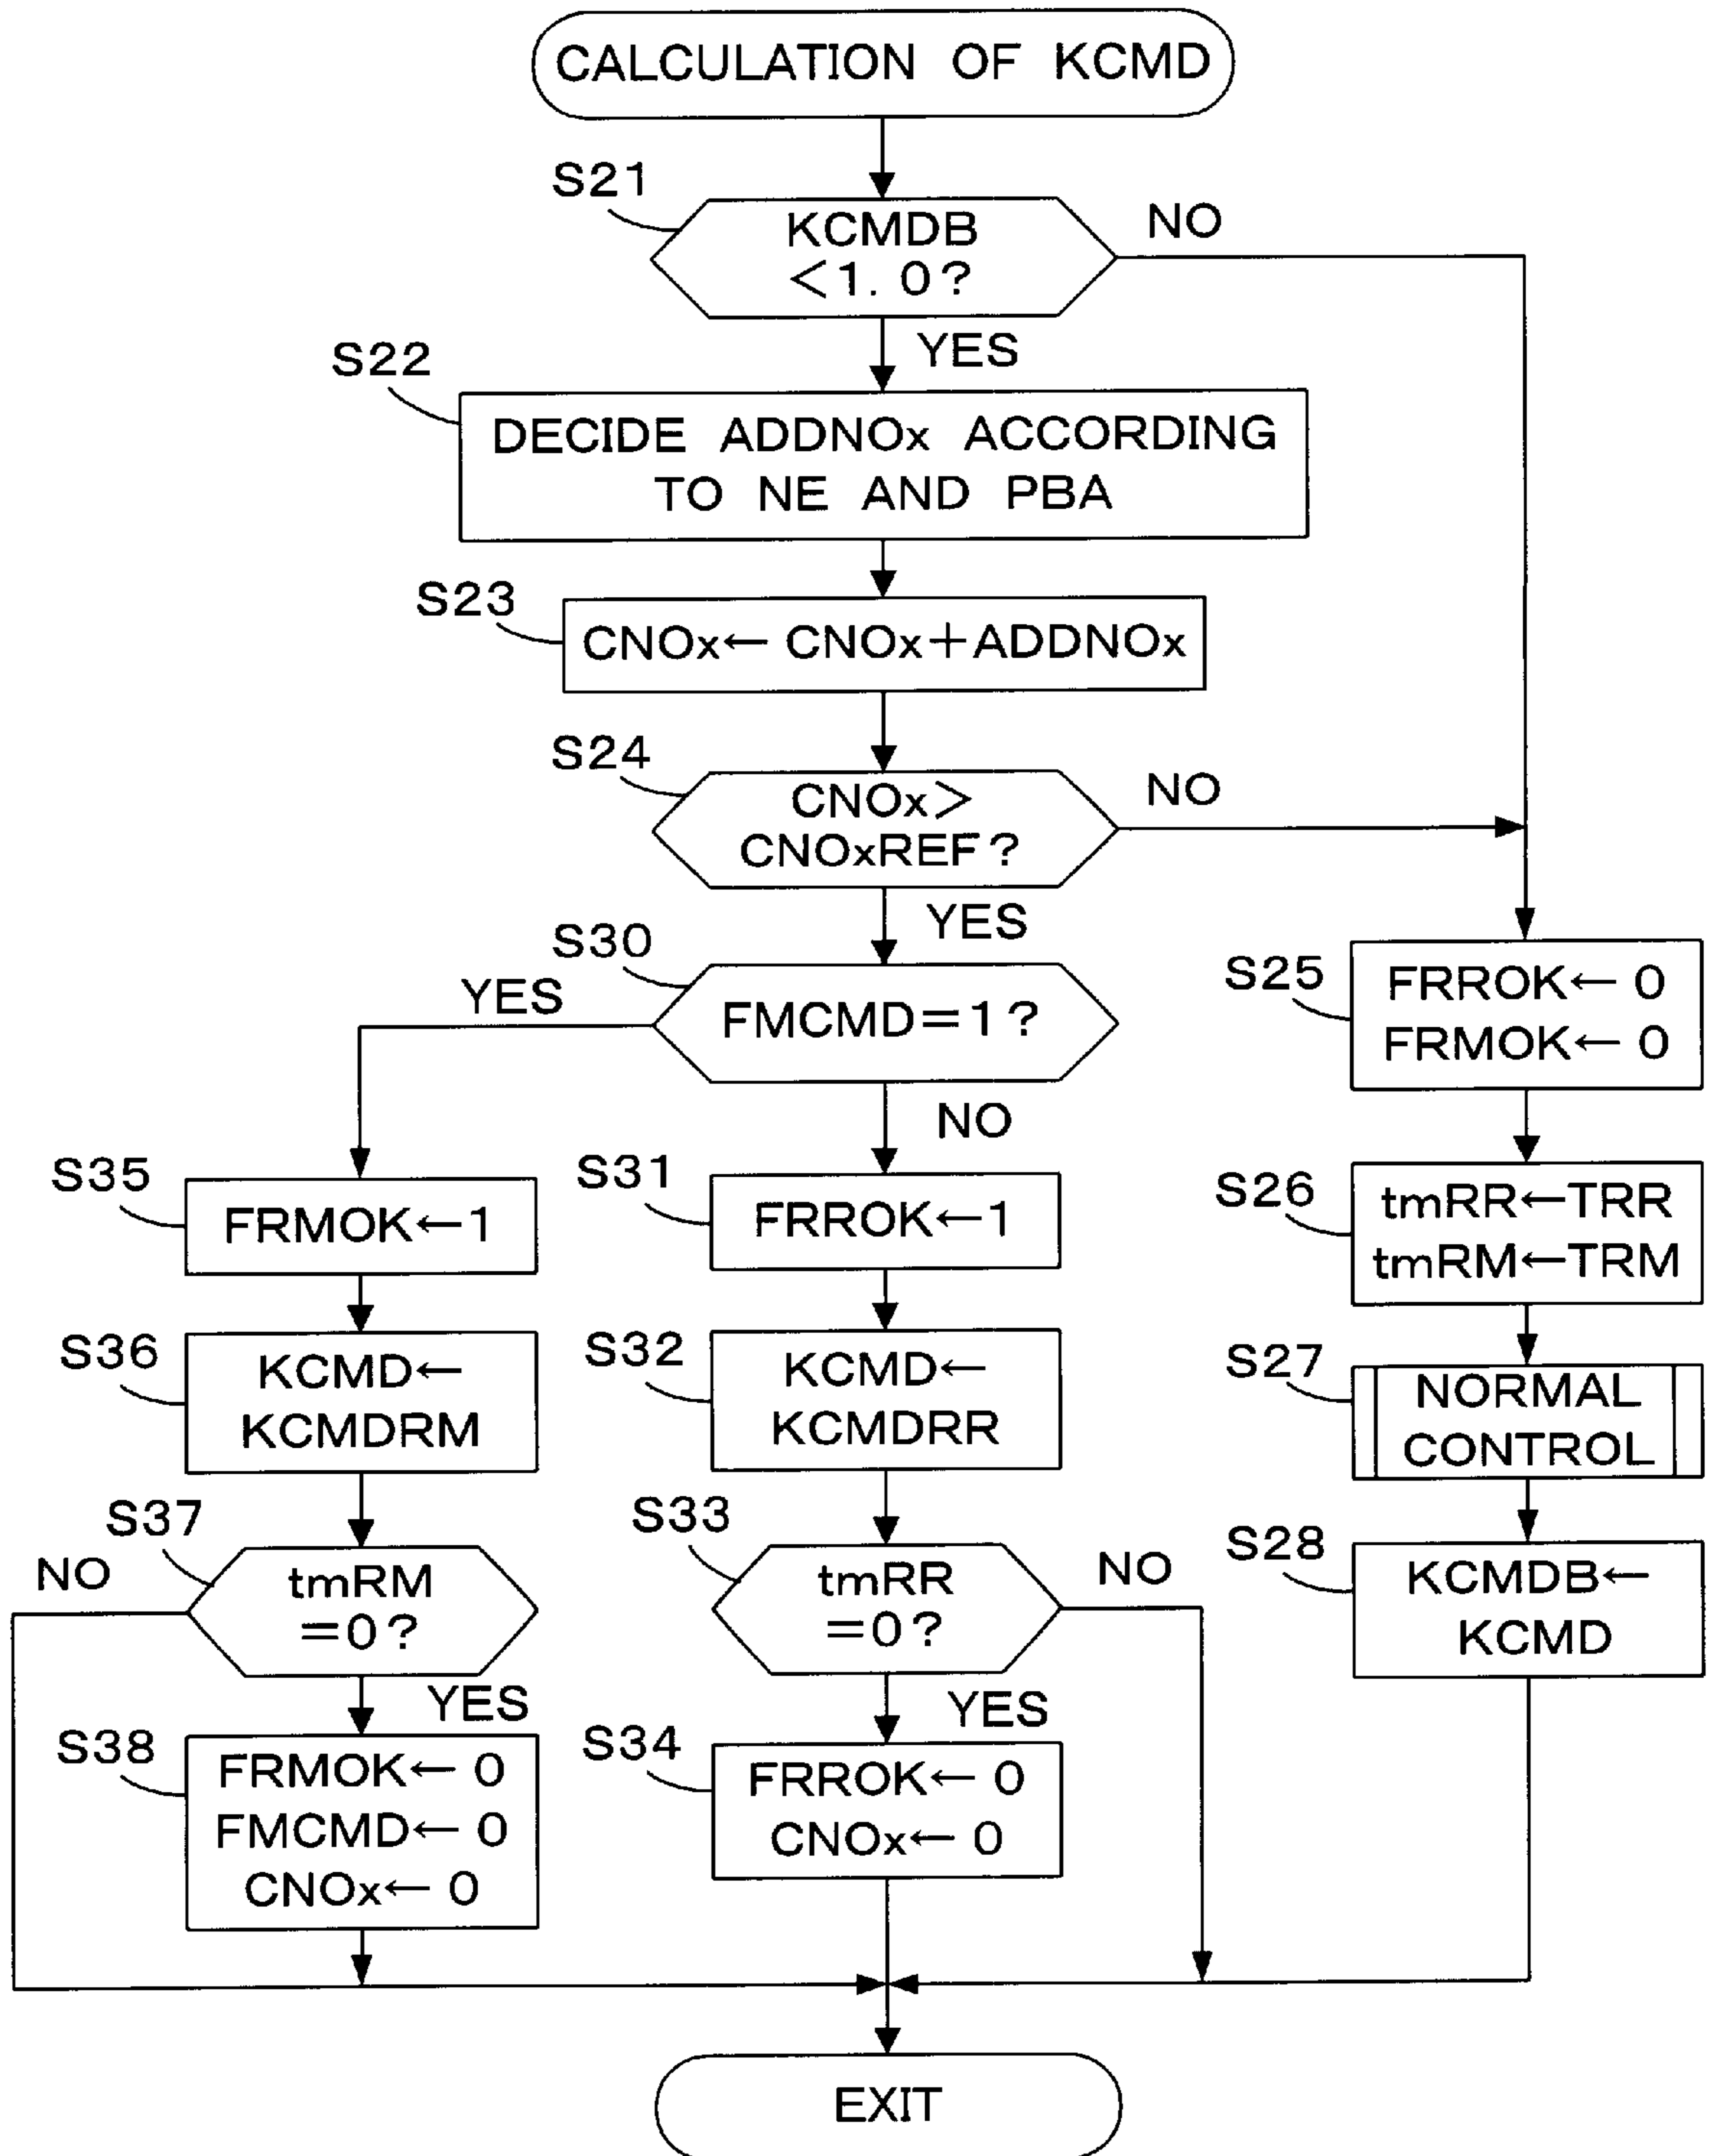 CALCULATION OF KCMD
S21
KCMDB
<1.0?
NO
YES
S22
DECIDE ADDNOx ACCORDING
TO NE AND PBA
S23
CNOx← CNOx+ADDNOx
S24
CNOx>
CNOxREF?
NO
YES
S30
FMCMD=1?
YES
NO
S25
FRROK← 0
FRMOK← 0
S35
FRMOK←1
S31
FRROK←1
S26
tmRR←TRR
tmRM←TRM
S36
KCMD←
KCMDRM
S32
KCMD←
KCMDRR
S27
NORMAL
CONTROL
S37
tmRM
=0?
NO
YES
S33
tmRR
=0?
NO
YES
S28
KCMDB←
KCMD
S38
FRMOK← 0
FMCMD← 0
CNOx← 0
S34
FRROK← 0
CNOx← 0
EXIT